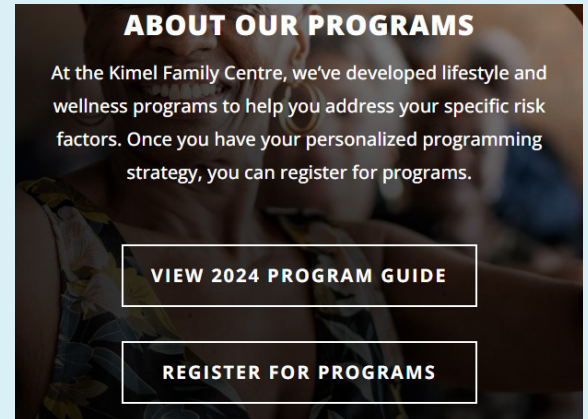 ABOUT OUR PROGRAMS
At the Kimel Family Centre, we’ve developed lifestyle and
wellness programs to help you address your specific risk
factors. Once you have your personalized programming
strategy, you can register for programs.
VIEW 2024 PROGRAM GUIDE
REGISTER FOR PROGRAMS